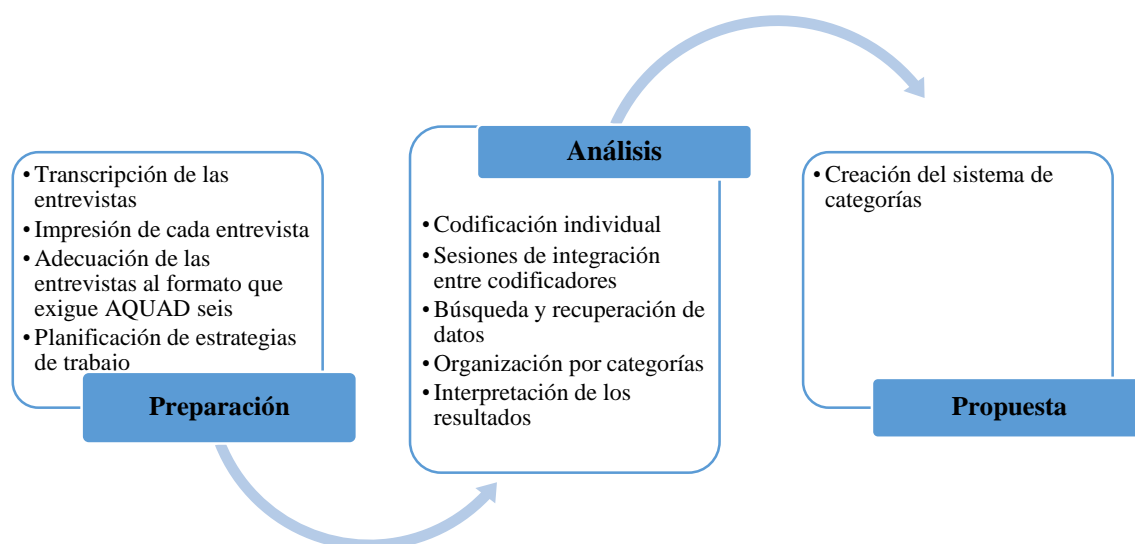 • Transcripción de las
entrevistas
• Impresión de cada entrevista
• Adecuación de las
entrevistas al formato que
exigue AQUAD seis
• Planificación de estrategias
de trabajo
Preparación
Análisis
• Codificación individual
• Sesiones de integración
entre codificadores
• Búsqueda y recuperación de
datos
• Organización por categorías
• Interpretación de los
resultados
• Creación del sistema de
categorías
Propuesta